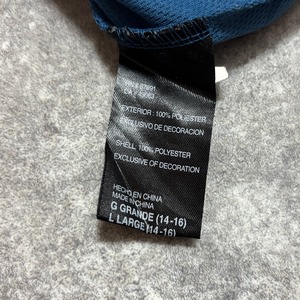 EXTERIOR : 100% POLIESTER
EXCLUSIVO DE DECORACION
SHELL: 100% POLYESTER
EXCLUSIVE OF DECORATION
HECHO EN CHINA
MADE IN CHINA
G GRANDE (14-16)
L LARGE (14-16)